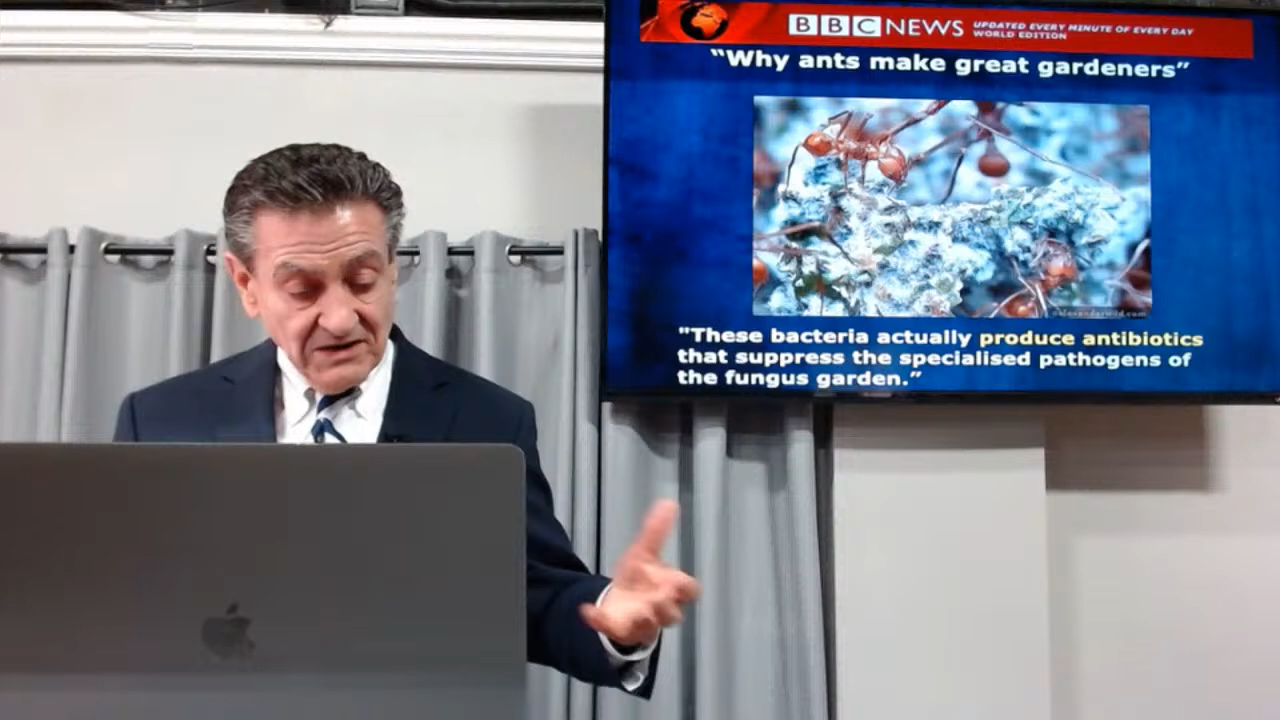 BBC NEWS UPDATED EVERY MINUTE OF EVERY DAY
WORLD EDITION
“Why ants make great gardeners”
"These bacteria actually produce antibiotics
that suppress the specialised pathogens of
the fungus garden.”